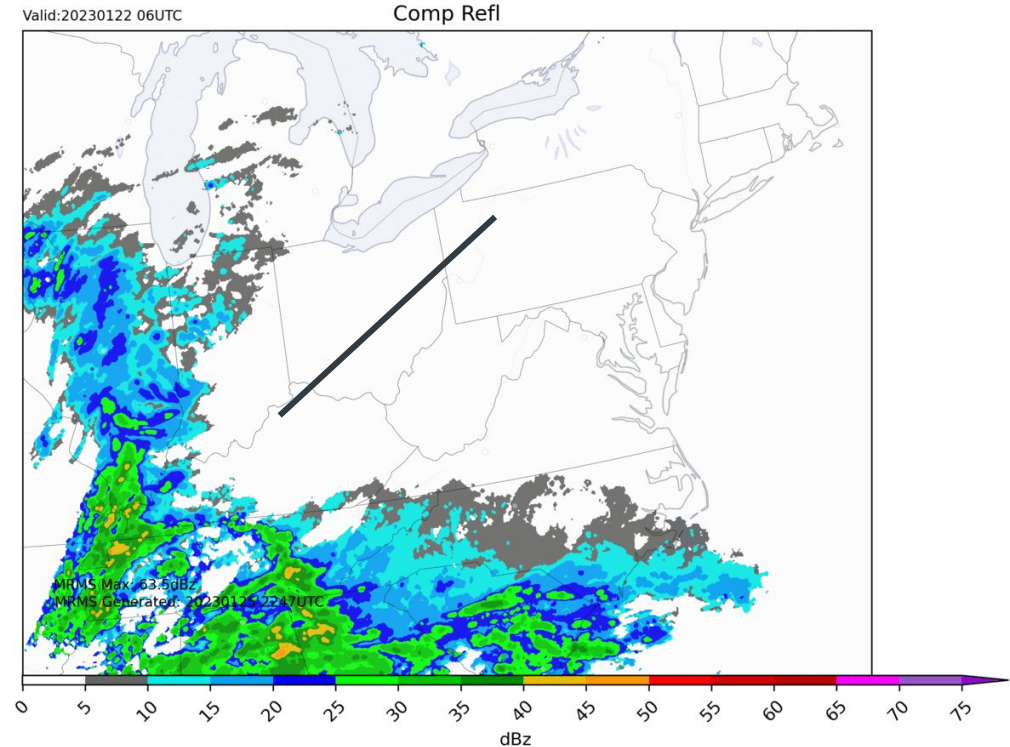 Valid:20230122 06UTC
Comp Refl
MRMS Max: 63.5dBz
MRMS Generated: 20230125 2247UTC
0 5 10 15 20 25 30 35 40 45 50 55 60 65 70 75
dBz